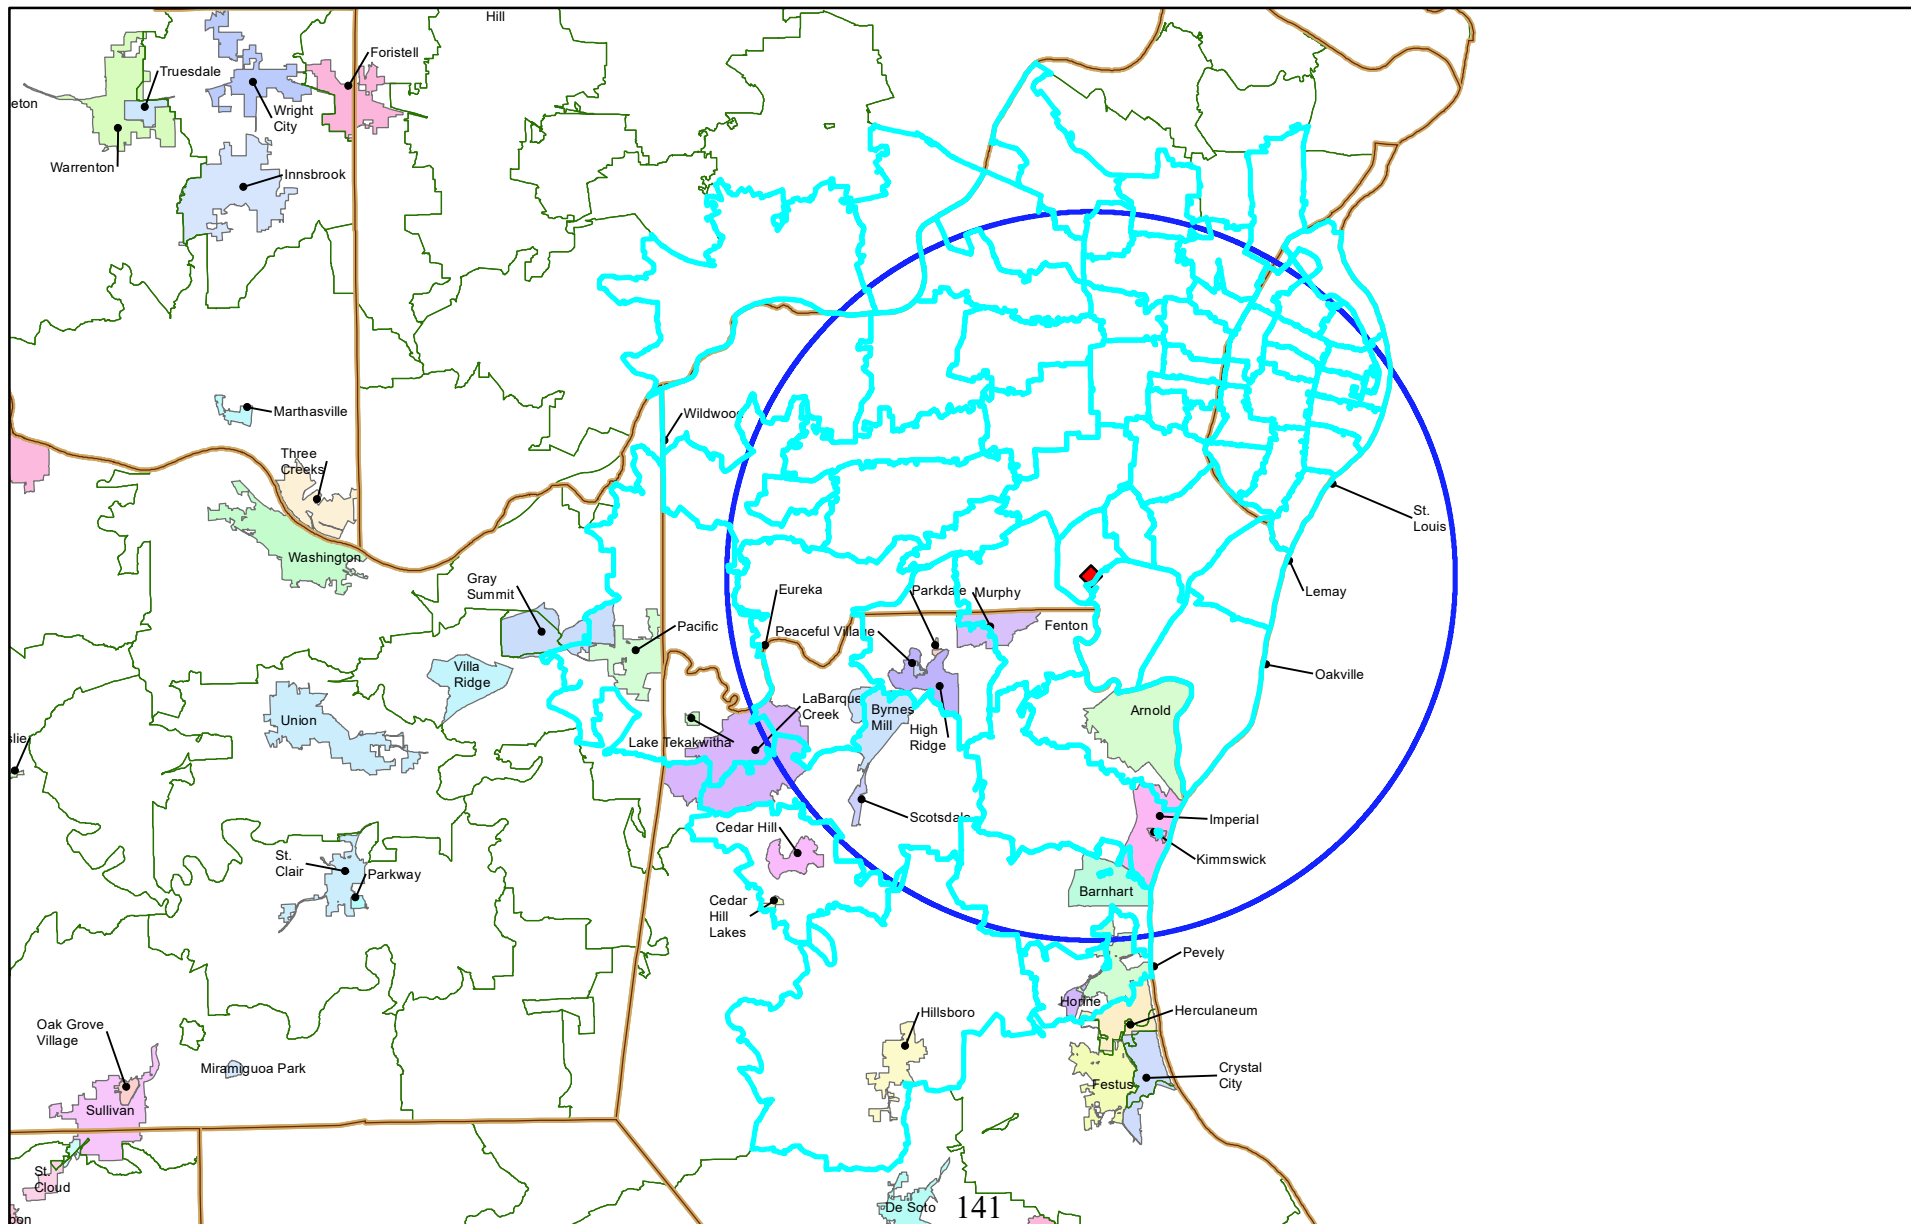 Hill
Foristell
Truesdale
eton
Wright
City
Warrenton
Innsbrook
Marthasville
Wildwood
Three
Creeks
St.
Louis
Washington
Gray
Summit
Eureka
Parkdale
Murphy
Lemay
Pacific
Peaceful Village
Fenton
Villa
Ridge
Oakville
LaBarque
Creek
Byrnes
Mill
Arnold
Union
High
Ridge
Lake Tekakwitha
slie
Scotsdale
Imperial
Cedar Hill
Kimmswick
St.
Clair
Parkway
Barnhart
Cedar
Hill
Lakes
Pevely
Horine
Herculaneum
Hillsboro
Oak Grove
Village
Miramiguoa Park
Crystal
City
Festus
Sullivan
St.
Cloud
De Soto
141
bon